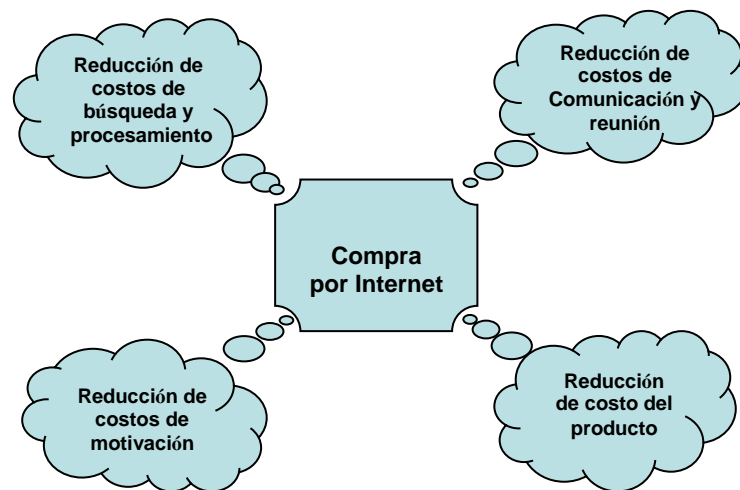 Reducción de
costos de
búsqueda y
procesamiento
Reducción de
costos de
Comunicación y
reunión
Compra
por Internet
Reducción de
costos de
motivación
Reducción
de costo del
producto